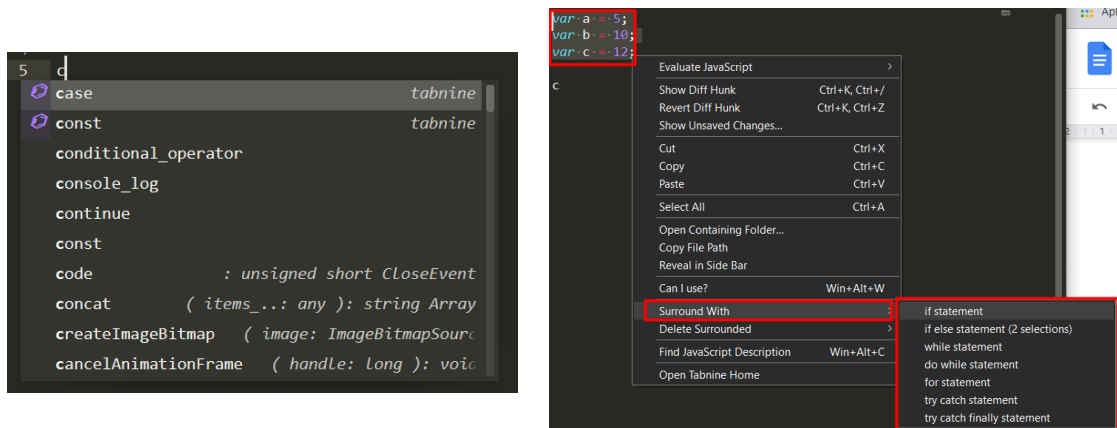 5 c
case tabnine
const tabnine
conditional_operator
console_log
continue
const
code : unsigned short CloseEvent
concat ( items_..: any ): string Array
createImageBitmap ( image: ImageBitmapSourc
cancelAnimationFrame ( handle: long ): voic
var a = 5;
var b = 10;
var c = 12;
c
Evaluate JavaScript
Show Diff Hunk Ctrl+K, Ctrl+/
Revert Diff Hunk Ctrl+K, Ctrl+Z
Show Unsaved Changes...
Cut Ctrl+X
Copy Ctrl+C
Paste Ctrl+V
Select All Ctrl+A
Open Containing Folder...
Copy File Path
Reveal in Side Bar
Can I use? Win+Alt+W
Surround With
Delete Surrounded
Find JavaScript Description Win+Alt+C
Open Tabnine Home
if statement
if else statement (2 selections)
while statement
do while statement
for statement
try catch statement
try catch finally statement
Apl
2 1